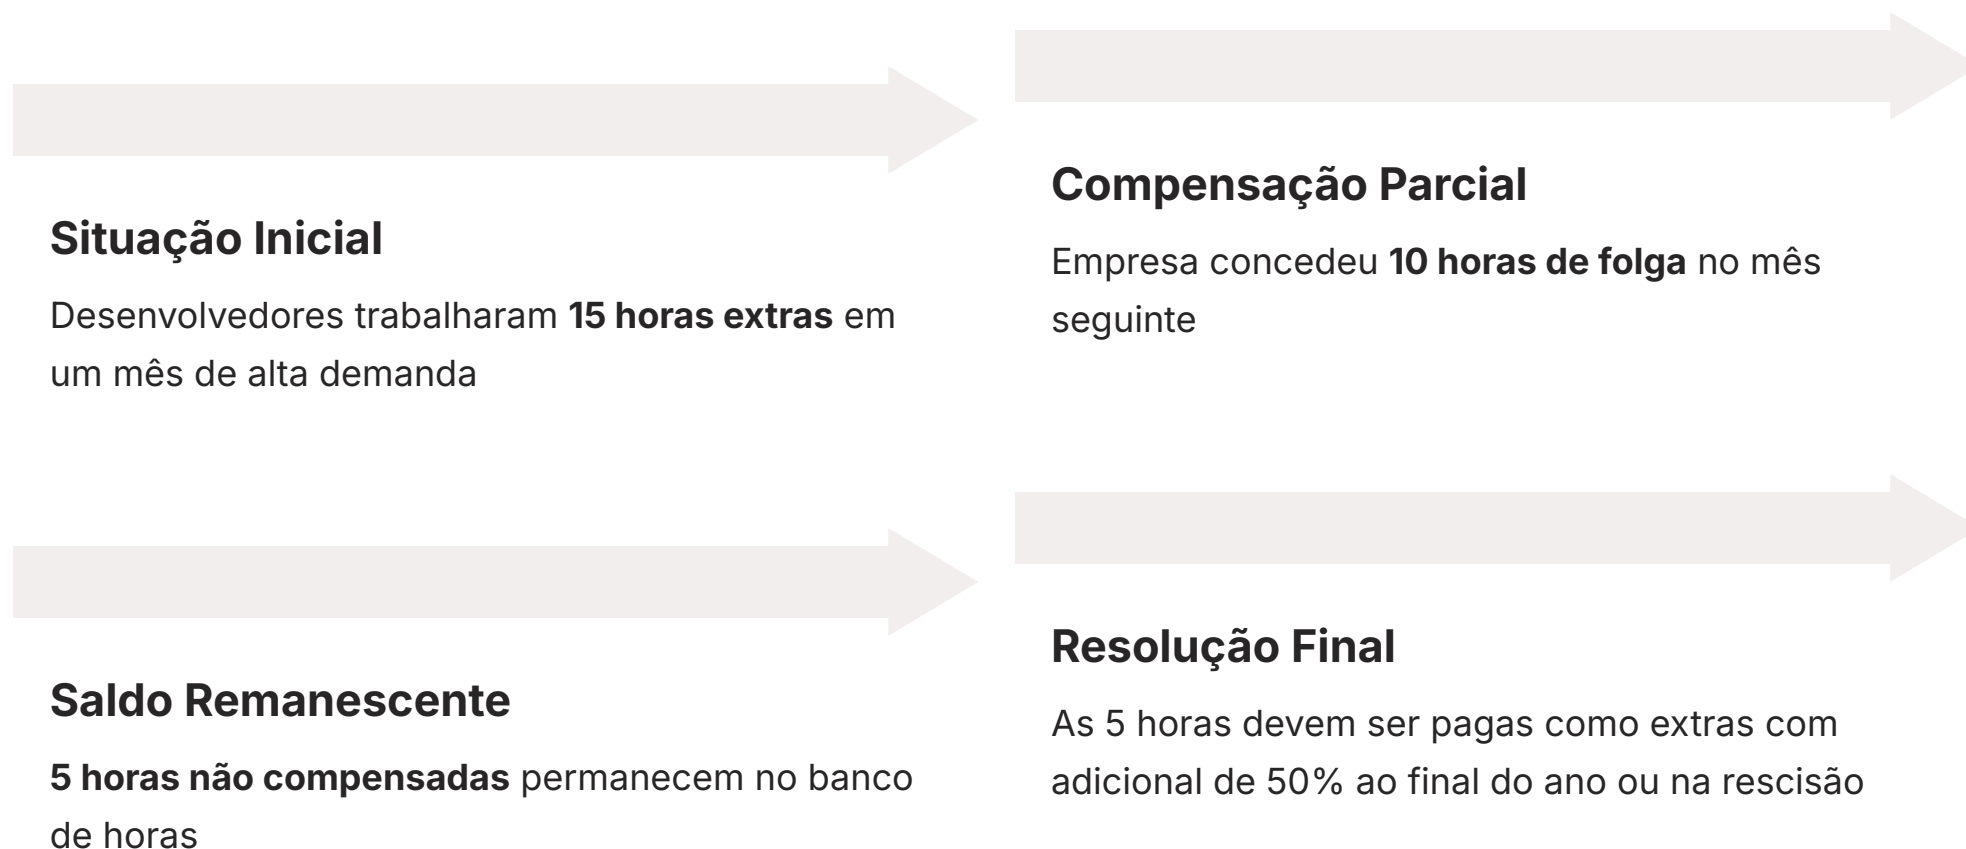 Situação Inicial
Desenvolvedores trabalharam 15 horas extras em
um mês de alta demanda
Compensação Parcial
Empresa concedeu 10 horas de folga no mês
seguinte
Saldo Remanescente
5 horas não compensadas permanecem no banco
de horas
Resolução Final
As 5 horas devem ser pagas como extras com
adicional de 50% ao final do ano ou na rescisão